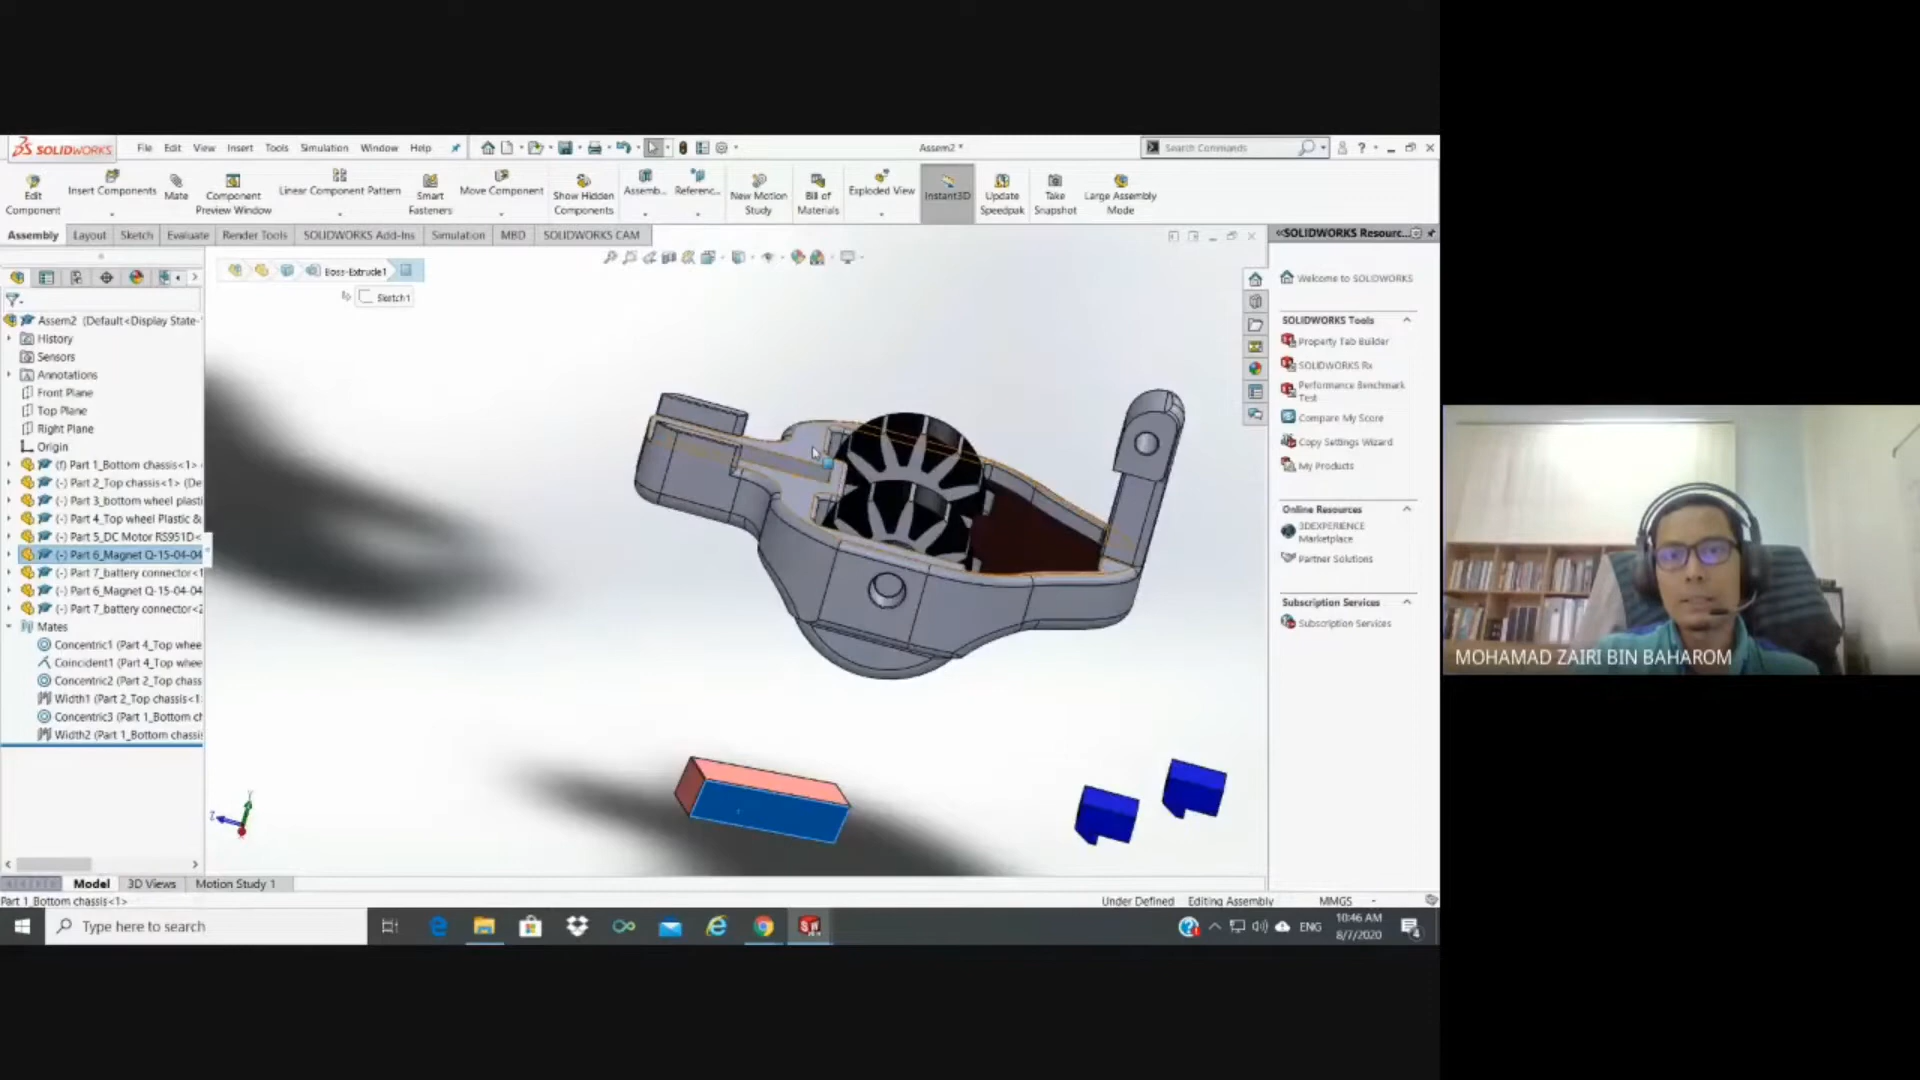 SOLIDWORKS File Edit View Insert Tools Simulation Window Help Assem2 * Search Commands
Edit Component
Insert Components
Mate
Component Preview Window
Linear Component Pattern
Smart Fasteners
Move Component
Show Hidden Components
Assemb...
Referenc...
New Motion Study
Bill of Materials
Exploded View
Instant3D
Update Speedpak
Take Snapshot
Large Assembly Mode
Assembly Layout Sketch Evaluate Render Tools SOLIDWORKS Add-Ins Simulation MBD SOLIDWORKS CAM
Boss-Extrude1
Sketch1
Assem2 (Default<Display State-
History
Sensors
Annotations
Front Plane
Top Plane
Right Plane
Origin
(f) Part 1_Bottom chassis<1>
(-) Part 2_Top chassis<1> (De
(-) Part 3_bottom wheel plasti
(-) Part 4_Top wheel Plastic &
(-) Part 5_DC Motor RS951D<
(-) Part 6_Magnet Q-15-04-04
(-) Part 7_battery connector<1
(-) Part 6_Magnet Q-15-04-04
(-) Part 7_battery connector<2
Mates
Concentric1 (Part 4_Top whee
Coincident1 (Part 4_Top whee
Concentric2 (Part 2_Top chass
Width1 (Part 2_Top chassis<1
Concentric3 (Part 1_Bottom ch
Width2 (Part 1_Bottom chassis
Y
Z
SOLIDWORKS Resourc...
Welcome to SOLIDWORKS
SOLIDWORKS Tools
Property Tab Builder
SOLIDWORKS Rx
Performance Benchmark
Test
Compare My Score
Copy Settings Wizard
My Products
Online Resources
3DEXPERIENCE
Marketplace
Partner Solutions
Subscription Services
Subscription Services
MOHAMAD ZAIRI BIN BAHAROM
Model 3D Views Motion Study 1
Part 1_Bottom chassis<1> Under Defined Editing Assembly MMGS
Type here to search
ENG
10:46 AM
8/7/2020
4